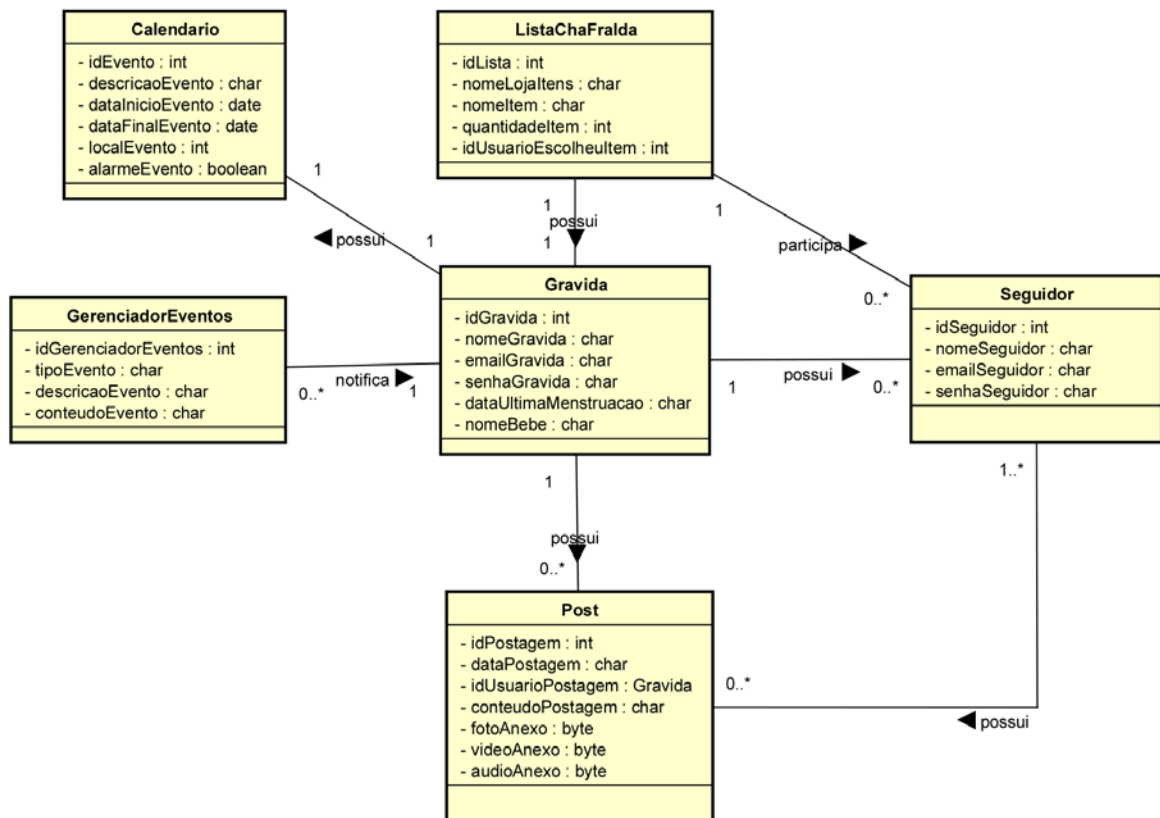 Calendario
- idEvento : int
- descricaoEvento : char
- dataInicioEvento : date
- dataFinalEvento : date
- localEvento : int
- alarmeEvento : boolean
ListaChaFralda
- idLista : int
- nomeLojaItens : char
- nomeItem : char
- quantidadeItem : int
- idUsuarioEscolheuItem : int
1
possui
1
1
possui
1
1
participa
0..*
GerenciadorEventos
- idGerenciadorEventos : int
- tipoEvento : char
- descricaoEvento : char
- conteudoEvento : char
0..*
notifica
1
Gravida
- idGravida : int
- nomeGravida : char
- emailGravida : char
- senhaGravida : char
- dataUltimaMenstruacao : char
- nomeBebe : char
1
possui
0..*
Seguidor
- idSeguidor : int
- nomeSeguidor : char
- emailSeguidor : char
- senhaSeguidor : char
1
possui
0..*
1..*
0..*
possui
Post
- idPostagem : int
- dataPostagem : char
- idUsuarioPostagem : Gravida
- conteudoPostagem : char
- fotoAnexo : byte
- videoAnexo : byte
- audioAnexo : byte